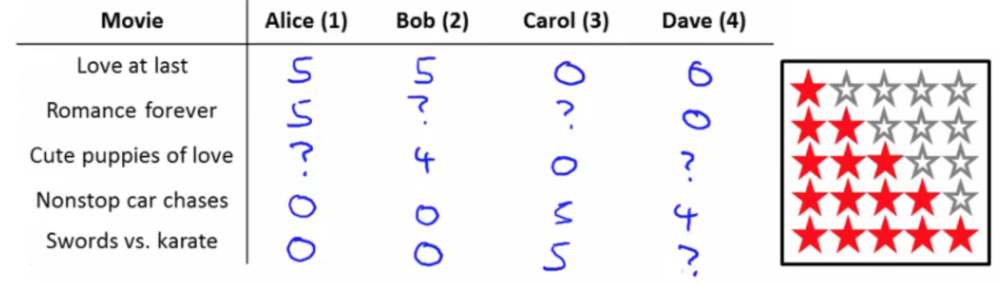 Movie Alice (1) Bob (2) Carol (3) Dave (4)
Love at last 5 5 0 0
Romance forever 5 ? ? 0
Cute puppies of love ? 4 0 ?
Nonstop car chases 0 0 5 4
Swords vs. karate 0 0 5 ?